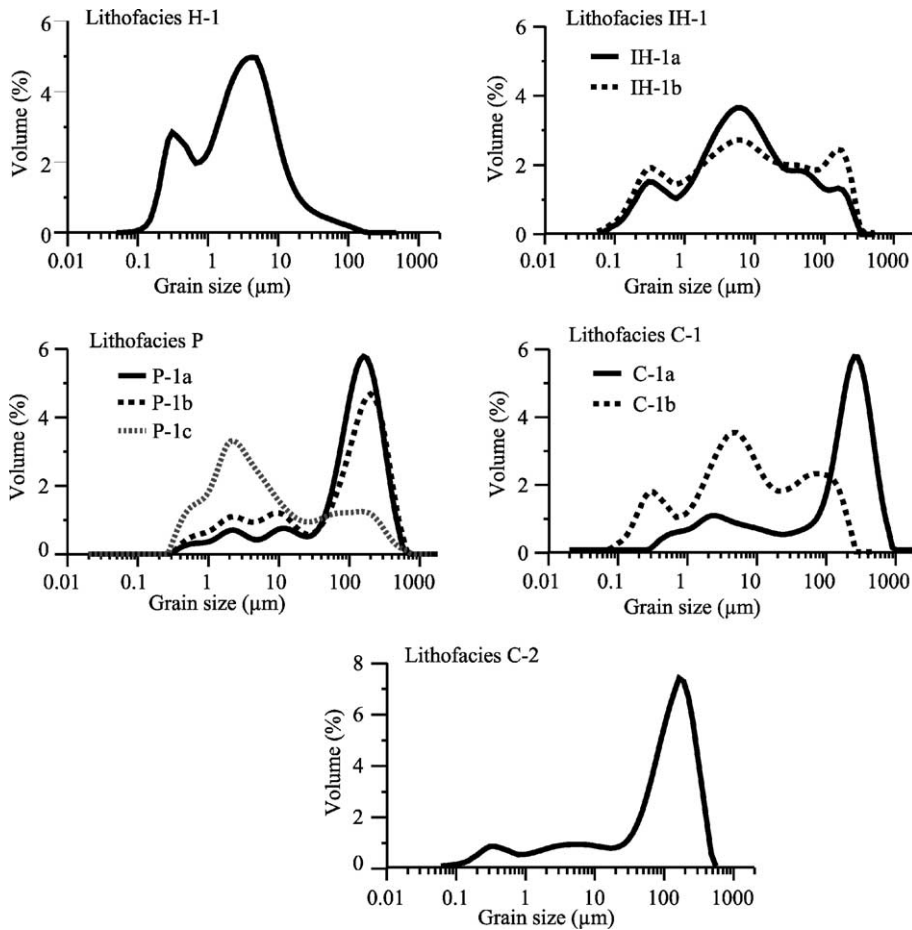 Lithofacies H-1
6
4
2
0
Volume (%)
0.01 0.1 1 10 100 1000
Grain size (μm)
Lithofacies IH-1
IH-1a
IH-1b
6
4
2
0
Volume (%)
0.01 0.1 1 10 100 1000
Grain size (μm)
Lithofacies P
P-1a
P-1b
P-1c
6
4
2
0
Volume (%)
0.01 0.1 1 10 100 1000
Grain size (μm)
Lithofacies C-1
C-1a
C-1b
6
4
2
0
Volume (%)
0.01 0.1 1 10 100 1000
Grain size (μm)
Lithofacies C-2
8
6
4
2
0
Volume (%)
0.01 0.1 1 10 100 1000
Grain size (μm)